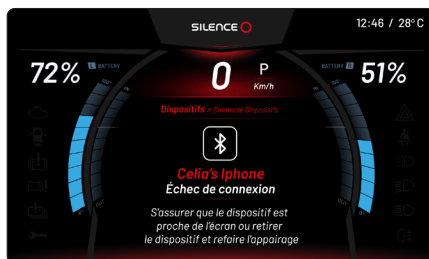 SILENCE
12:46 / 28°C
72%
L BATTERY
0
P
Km/h
BATTERY R
51%
Dispositifs > Connecté Dispositifs
Celia's Iphone
Échec de connexion
S'assurer que le dispositif est
proche de l'écran ou retirer
le dispositif et refaire l'appairage